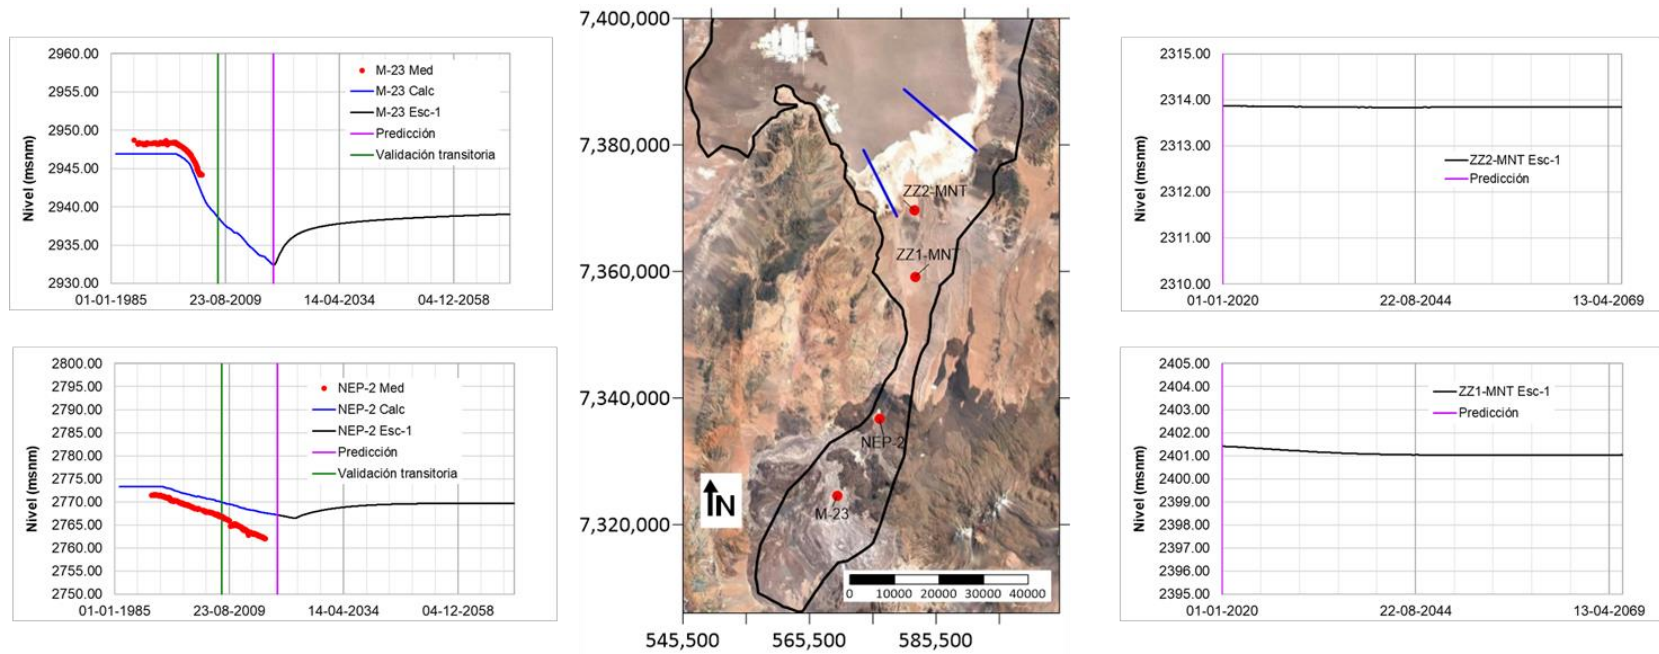 2960.00
2955.00
2950.00
2945.00
2940.00
2935.00
2930.00
Nivel (msnm)
01-01-1985
23-08-2009
14-04-2034
04-12-2058
M-23 Med
M-23 Calc
M-23 Esc-1
Predicción
Validación transitoria
2800.00
2795.00
2790.00
2785.00
2780.00
2775.00
2770.00
2765.00
2760.00
2755.00
2750.00
Nivel (msnm)
01-01-1985
23-08-2009
14-04-2034
04-12-2058
NEP-2 Med
NEP-2 Calc
NEP-2 Esc-1
Predicción
Validación transitoria
7,400,000
7,380,000
7,360,000
7,340,000
7,320,000
545,500
565,500
585,500
ZZ2-MNT
ZZ1-MNT
NEP-2
M-23
N
0
10000
20000
30000
40000
2315.00
2314.00
2313.00
2312.00
2311.00
2310.00
Nivel (msnm)
01-01-2020
22-08-2044
13-04-2069
ZZ2-MNT Esc-1
Predicción
2405.00
2404.00
2403.00
2402.00
2401.00
2400.00
2399.00
2398.00
2397.00
2396.00
2395.00
Nivel (msnm)
01-01-2020
22-08-2044
13-04-2069
ZZ1-MNT Esc-1
Predicción